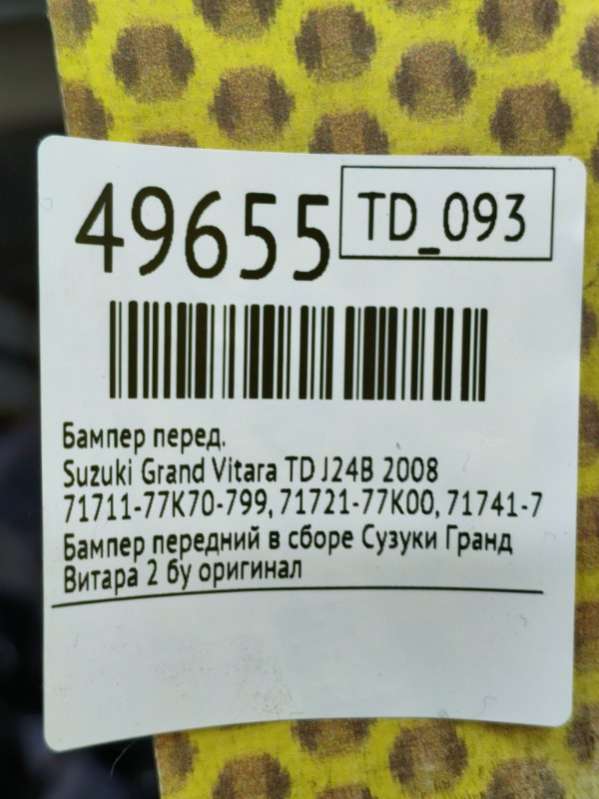 49655
TD_093
Бампер перед.
Suzuki Grand Vitara TD J24B 2008
71711-77K70-799, 71721-77K00, 71741-7
Бампер передний в сборе Сузуки Гранд
Витара 2 бу оригинал